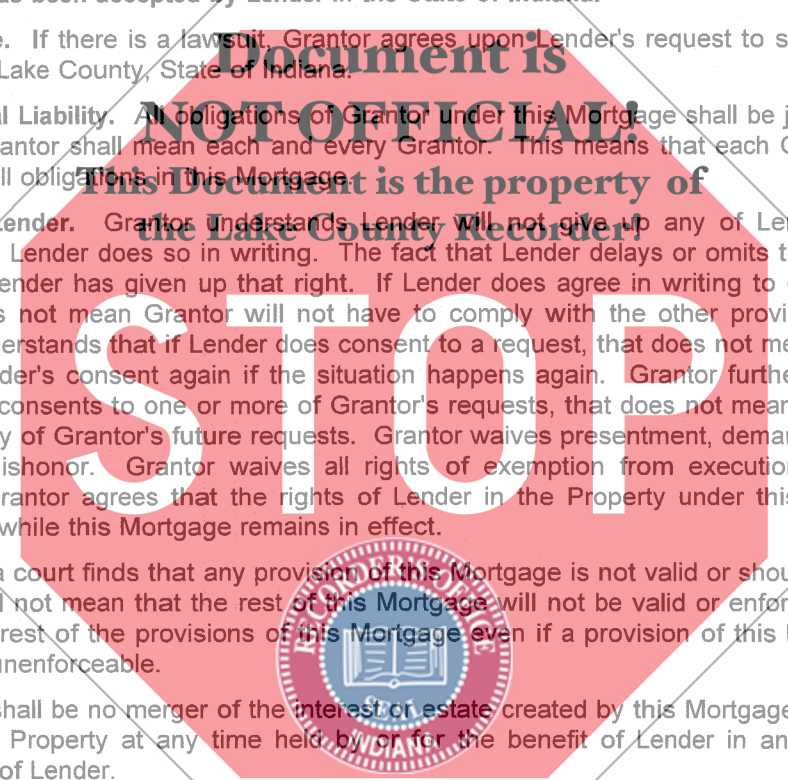 as been accepted by Lender in the State of Indiana.
e. If there is a lawsuit, Grantor agrees upon Lender's request to s
Document is
Lake County, State of Indiana.
NOT OFFICIAL!
al Liability. All obligations of Grantor under this Mortgage shall be j
antor shall mean each and every Grantor. This means that each G
ll obligations in this Mortgage.
This Document is the property of
the Lake County Recorder!
ender. Grantor understands Lender will not give up any of Len
Lender does so in writing. The fact that Lender delays or omits t
ender has given up that right. If Lender does agree in writing to
s not mean Grantor will not have to comply with the other provi
erstands that if Lender does consent to a request, that does not me
der's consent again if the situation happens again. Grantor furthe
consents to one or more of Grantor's requests, that does not mean
y of Grantor's future requests. Grantor waives presentment, demar
ishonor. Grantor waives all rights of exemption from execution
rantor agrees that the rights of Lender in the Property under this
while this Mortgage remains in effect.
STOP
a court finds that any provision of this Mortgage is not valid or shou
l not mean that the rest of this Mortgage will not be valid or enfor
rest of the provisions of this Mortgage even if a provision of this
unenforceable.
RECORDER'S OFFICE
SEAL
INDIANA
shall be no merger of the interest or estate created by this Mortgage
Property at any time held by or for the benefit of Lender in an
of Lender.